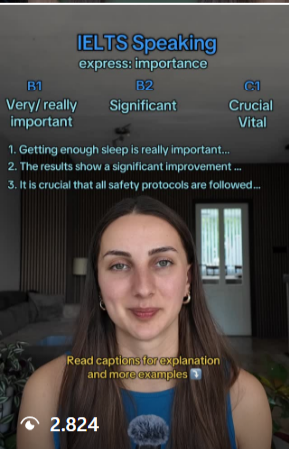 IELTS Speaking
express: importance
B1 B2 C1
Very/ really important
Significant
Crucial
Vital
1. Getting enough sleep is really important...
2. The results show a significant improvement ...
3. It is crucial that all safety protocols are followed...
Read captions for explanation
and more examples ⬇️
2.824